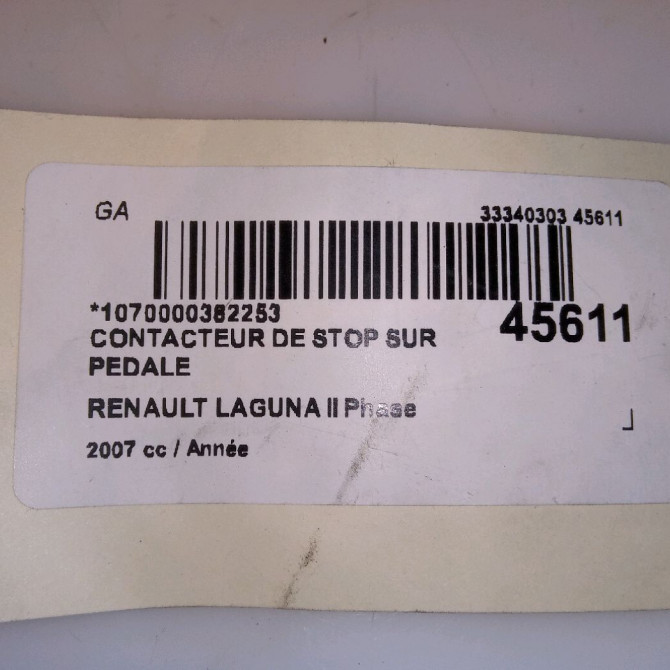 GA
33340303 45611
*1070000382253
45611
CONTACTEUR DE STOP SUR
PEDALE
RENAULT LAGUNA II Phase
2007 cc / Année